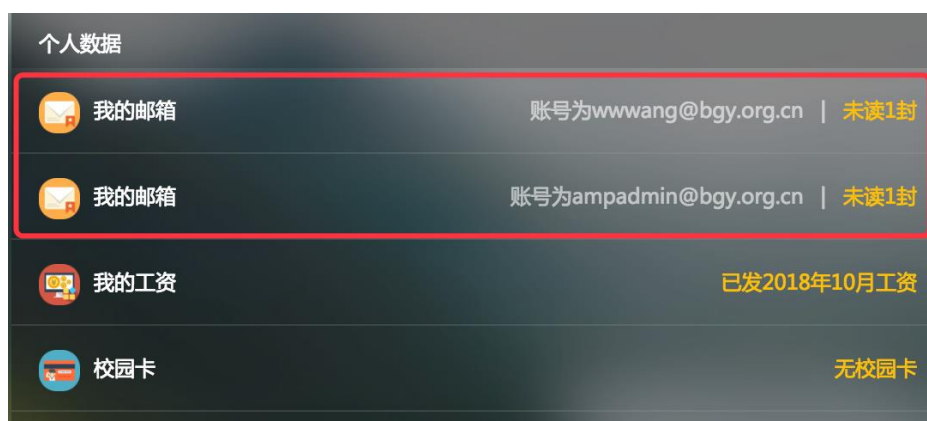 个人数据
我的邮箱 账号为wwwang@bgy.org.cn | 未读1封
我的邮箱 账号为ampadmin@bgy.org.cn | 未读1封
我的工资 已发2018年10月工资
校园卡 无校园卡